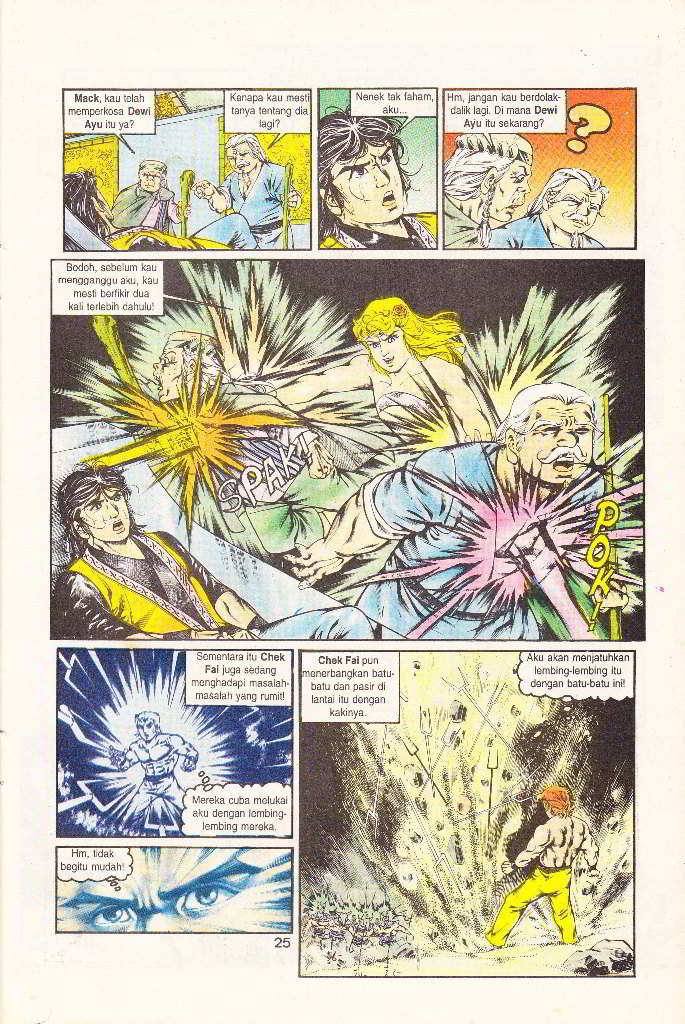 Mack, kau telah
memperkosa Dewi
Ayu itu ya?
Kanapa kau mesti
tanya tentang dia
lagi?
Nenek tak faham,
aku...
Hm, jangan kau berdolak-
dalik lagi. Di mana Dewi
Ayu itu sekarang?
?
Bodoh, sebelum kau
mengganggu aku, kau
mesti berfikir dua
kali terlebih dahulu!
SPAK!
POK!
Sementara itu Chek
Fai juga sedang
menghadapi masalah-
masalah yang rumit!
Mereka cuba melukai
aku dengan lembing-
lembing mereka.
Hm, tidak
begitu mudah!
Chek Fai pun
menerbangkan batu-
batu dan pasir di
lantai itu dengan
kakinya.
Aku akan menjatuhkan
lembing-lembing itu
dengan batu-batu ini!
25